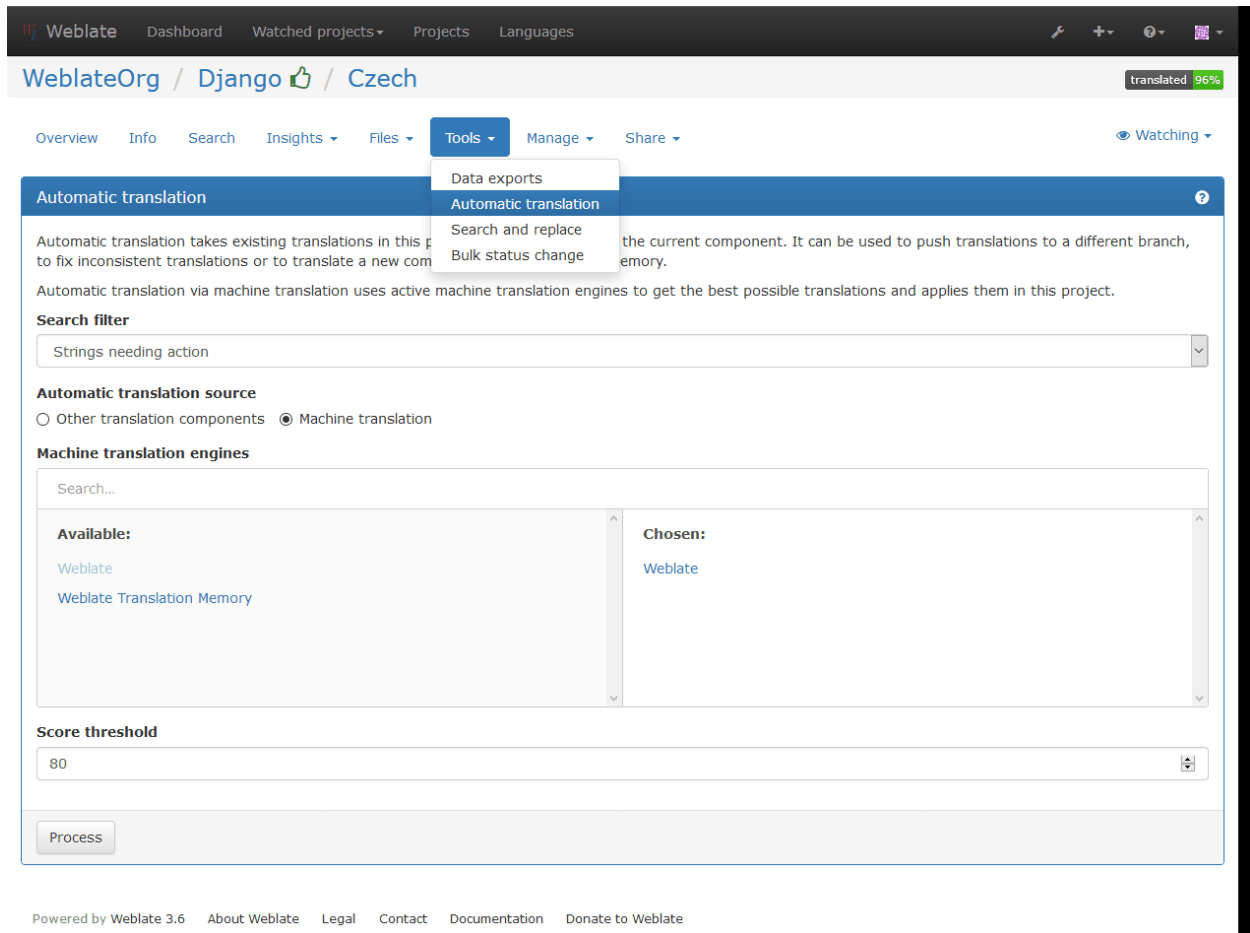 Weblate Dashboard Watched projects Projects Languages
WeblateOrg / Django / Czech
translated 96%
Overview Info Search Insights Files Tools Manage Share Watching
Data exports
Automatic translation
Search and replace
Bulk status change
Automatic translation
Automatic translation takes existing translations in this p the current component. It can be used to push translations to a different branch,
to fix inconsistent translations or to translate a new com emory.
Automatic translation via machine translation uses active machine translation engines to get the best possible translations and applies them in this project.
Search filter
Strings needing action
Automatic translation source
Other translation components Machine translation
Machine translation engines
Search...
Available: Chosen:
Weblate Weblate
Weblate Translation Memory
Score threshold
80
Process
Powered by Weblate 3.6 About Weblate Legal Contact Documentation Donate to Weblate